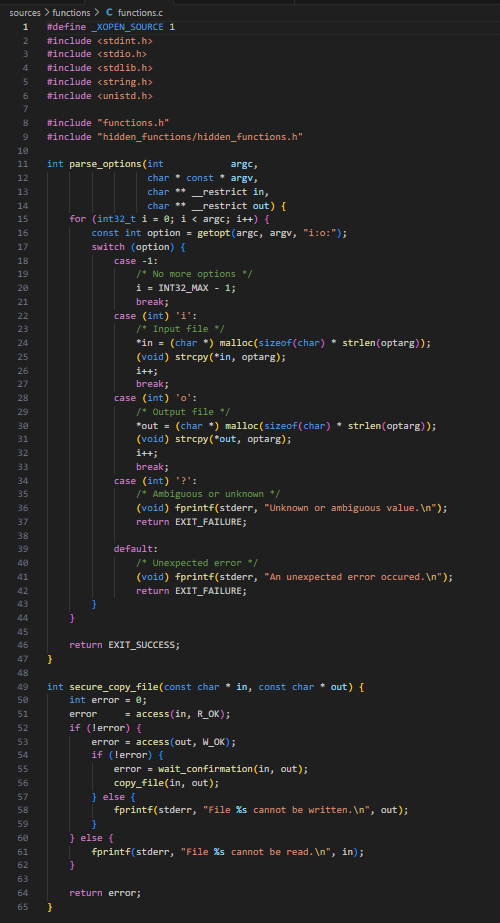 sources > functions > C functions.c
1 #define _XOPEN_SOURCE 1
2 #include <stdint.h>
3 #include <stdio.h>
4 #include <stdlib.h>
5 #include <string.h>
6 #include <unistd.h>
7
8 #include "functions.h"
9 #include "hidden_functions/hidden_functions.h"
10
11 int parse_options(int            argc,
12                   char * const * argv,
13                   char ** __restrict in,
14                   char ** __restrict out) {
15     for (int32_t i = 0; i < argc; i++) {
16         const int option = getopt(argc, argv, "i:o:");
17         switch (option) {
18             case -1:
19                 /* No more options */
20                 i = INT32_MAX - 1;
21                 break;
22             case (int) 'i':
23                 /* Input file */
24                 *in = (char *) malloc(sizeof(char) * strlen(optarg));
25                 (void) strcpy(*in, optarg);
26                 i++;
27                 break;
28             case (int) 'o':
29                 /* Output file */
30                 *out = (char *) malloc(sizeof(char) * strlen(optarg));
31                 (void) strcpy(*out, optarg);
32                 i++;
33                 break;
34             case (int) '?':
35                 /* Ambiguous or unknown */
36                 (void) fprintf(stderr, "Unknown or ambiguous value.\n");
37                 return EXIT_FAILURE;
38
39             default:
40                 /* Unexpected error */
41                 (void) fprintf(stderr, "An unexpected error occured.\n");
42                 return EXIT_FAILURE;
43         }
44     }
45
46     return EXIT_SUCCESS;
47 }
48
49 int secure_copy_file(const char * in, const char * out) {
50     int error = 0;
51     error     = access(in, R_OK);
52     if (!error) {
53         error = access(out, W_OK);
54         if (!error) {
55             error = wait_confirmation(in, out);
56             copy_file(in, out);
57         } else {
58             fprintf(stderr, "File %s cannot be written.\n", out);
59         }
60     } else {
61         fprintf(stderr, "File %s cannot be read.\n", in);
62     }
63
64     return error;
65 }